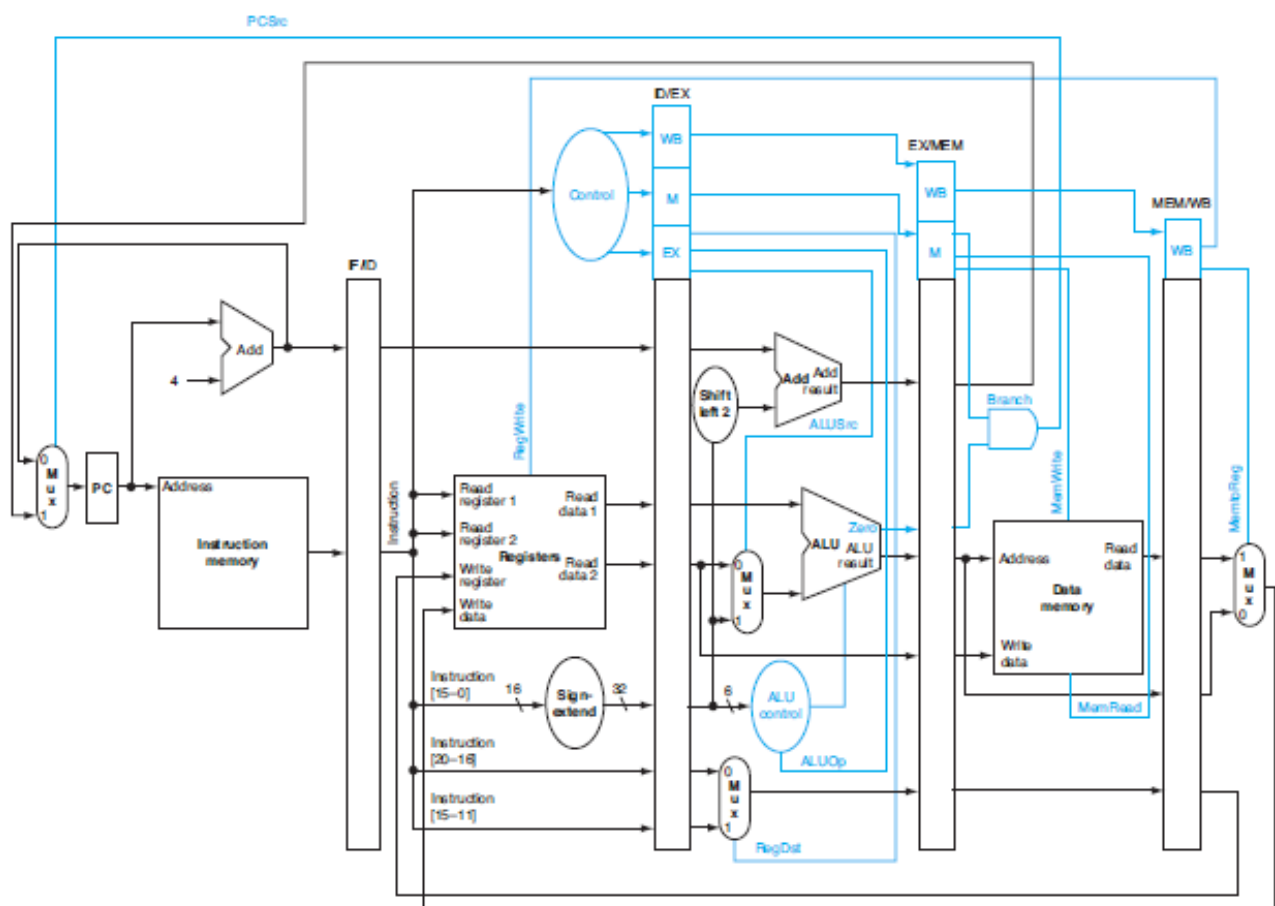 PCSrc
ID/EX
WB
EX/MEM
Control
M
WB
MEM/WB
EX
M
WB
IF/ID
Add
4
Add
Add
result
Shift
left 2
Branch
RegWrite
ALUSrc
MemWrite
MemtoReg
0
M
u
x
1
PC
Address
Instruction
memory
Instruction
Read
register 1
Read
data 1
Read
register 2
Registers
Read
data 2
Write
register
Write
data
Zero
ALU
ALU
result
0
M
u
x
1
Address
Read
data
Data
memory
Write
data
1
M
u
x
0
Instruction
[15–0]
16
Sign-
extend
32
6
ALU
control
MemRead
Instruction
[20–16]
ALUOp
0
M
u
x
1
Instruction
[15–11]
RegDst